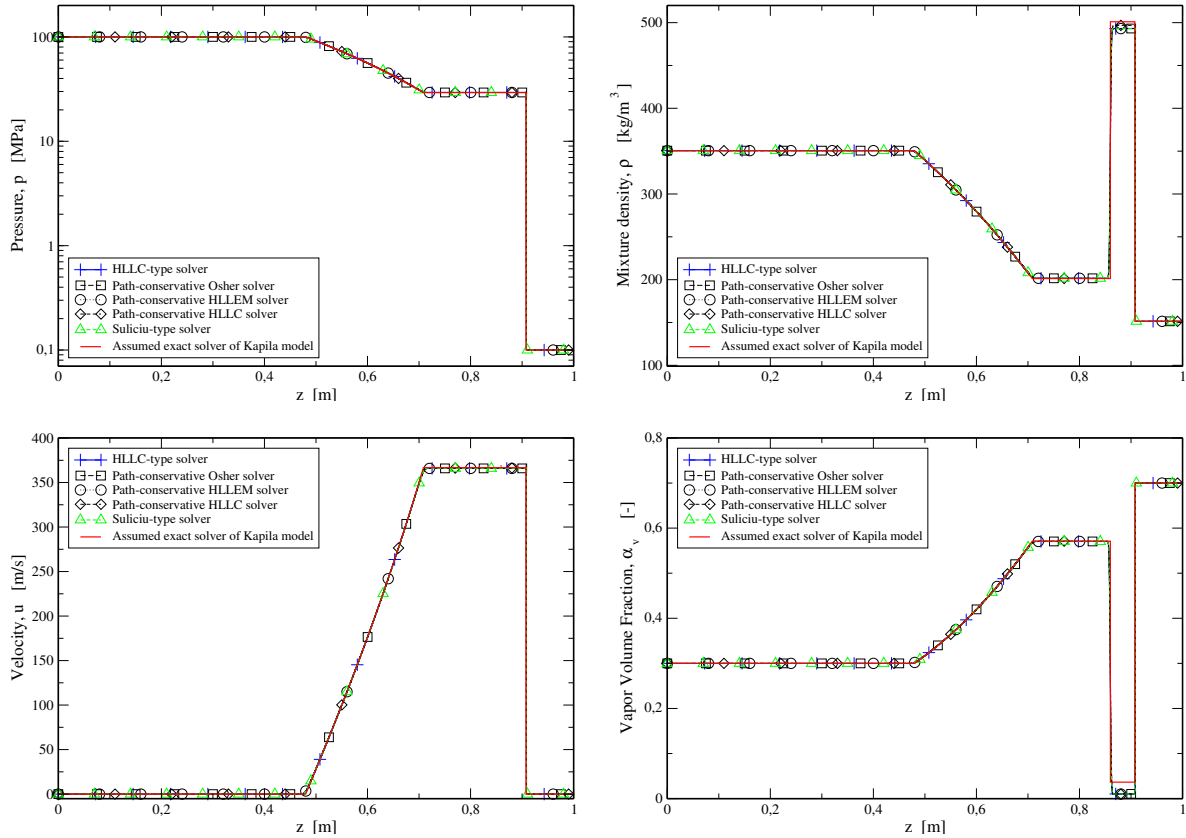 100
10
1
0,1
0
0,2
0,4
0,6
0,8
1
z [m]
Pressure, p [MPa]
HLLC-type solver
Path-conservative Osher solver
Path-conservative HLLEM solver
Path-conservative HLLC solver
Suliciu-type solver
Assumed exact solver of Kapila model
500
400
300
200
100
0
0,2
0,4
0,6
0,8
1
z [m]
Mixture density, ρ [kg/m³]
HLLC-type solver
Path-conservative Osher solver
Path-conservative HLLEM solver
Path-conservative HLLC solver
Suliciu-type solver
Assumed exact solver of Kapila model
400
350
300
250
200
150
100
50
0
0
0,2
0,4
0,6
0,8
1
z [m]
Velocity, u [m/s]
HLLC-type solver
Path-conservative Osher solver
Path-conservative HLLEM solver
Path-conservative HLLC solver
Suliciu-type solver
Assumed exact solver of Kapila model
0,8
0,6
0,4
0,2
0
0
0,2
0,4
0,6
0,8
1
z [m]
Vapor Volume Fraction, α_v [-]
HLLC-type solver
Path-conservative Osher solver
Path-conservative HLLEM solver
Path-conservative HLLC solver
Suliciu-type solver
Assumed exact solver of Kapila model